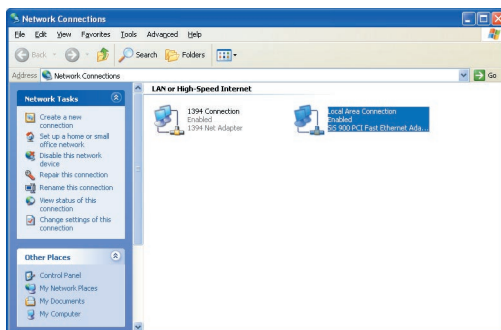 Network Connections
File Edit View Favorites Tools Advanced Help
Back Search Folders
Address Network Connections Go
Network Tasks
Create a new
connection
Set up a home or small
office network
Disable this network
device
Repair this connection
Rename this connection
View status of this
connection
Change settings of this
connection
Other Places
Control Panel
My Network Places
My Documents
My Computer
LAN or High-Speed Internet
1394 Connection
Enabled
1394 Net Adapter
Local Area Connection
Enabled
SiS 900 PCI Fast Ethernet Ada...